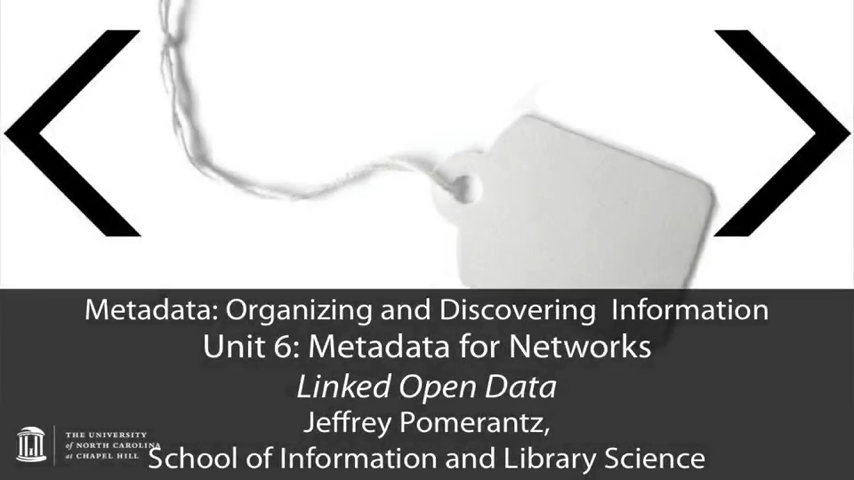 Metadata: Organizing and Discovering Information
Unit 6: Metadata for Networks
Linked Open Data
Jeffrey Pomerantz,
School of Information and Library Science
THE UNIVERSITY
of NORTH CAROLINA
at CHAPEL HILL